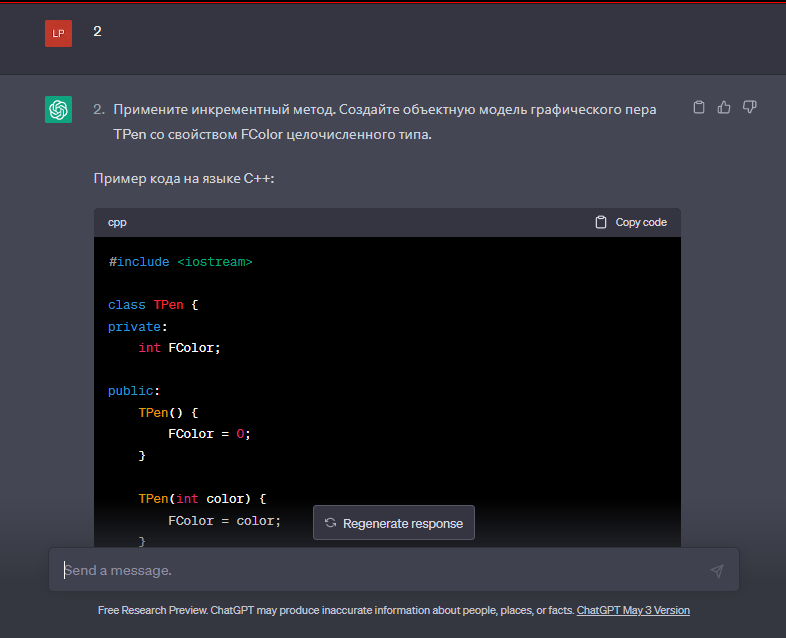 LP 2
2. Примените инкрементный метод. Создайте объектную модель графического пера
TPen со свойством FColor целочисленного типа.
Пример кода на языке C++:
cpp Copy code
#include <iostream>
class TPen {
private:
int FColor;
public:
TPen() {
FColor = 0;
}
TPen(int color) {
FColor = color;
}
Regenerate response
Send a message.
Free Research Preview. ChatGPT may produce inaccurate information about people, places, or facts. ChatGPT May 3 Version